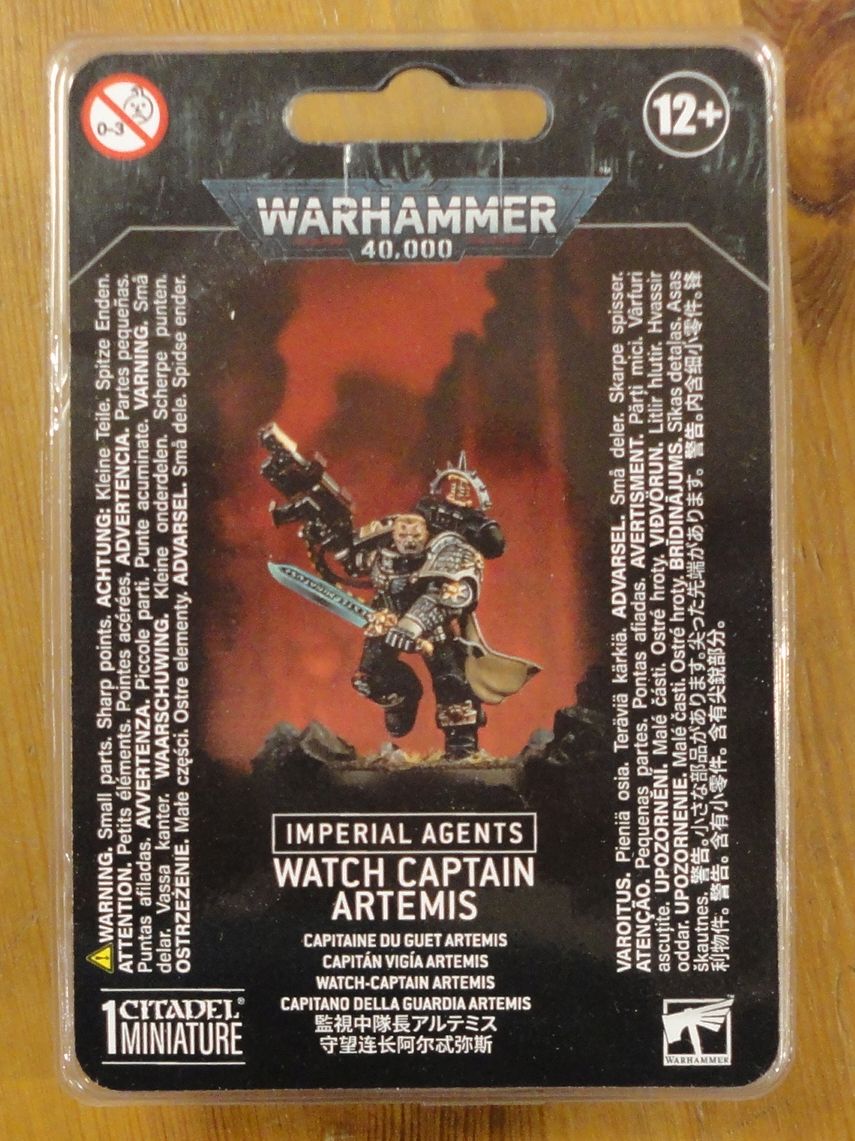 0-3
12+
WARHAMMER
40,000
WARNING. Small parts. Sharp points. ACHTUNG: Kleine Teile. Spitze Enden.
ATTENTION. Petits éléments. Pointes acérées. ADVERTENCIA. Partes pequeñas.
Puntas afiladas. AVVERTENZA. Piccole parti. Punte acuminate. VARNING. Små
delar. Vassa kanter. WAARSCHUWING. Kleine onderdelen. Scherpe punten.
OSTRZEŻENIE. Małe części. Ostre elementy. ADVARSEL. Små dele. Spidse ender.
VAROITUS. Pieniä osia. Teräviä kärkiä. ADVARSEL. Små deler. Skarpe spisser.
ATENÇÃO. Pequenas partes. Pontas afiadas. AVERTISMENT. Părți mici. Vârfuri
ascuțite. UPOZORNĚNÍ. Malé části. Ostré hroty. VIÐVÖRUN. Litlir hlutir. Hvassir
oddar. UPOZORNENIE. Malé časti. Ostré hroty. BRĪDINĀJUMS. Sīkas detaļas. Asas
šķautnes. 警告。小さな部品があります。尖った先端があります。 警告。内含细小零件。锋
利物件。警告。含有小零件。含有尖銳部分。
IMPERIAL AGENTS
WATCH CAPTAIN
ARTEMIS
CAPITAINE DU GUET ARTEMIS
CAPITÁN VIGÍA ARTEMIS
WATCH-CAPTAIN ARTEMIS
CAPITANO DELLA GUARDIA ARTEMIS
監視中隊長アルテミス
守望连长阿尔忒弥斯
1 CITADEL®
MINIATURE
WARHAMMER